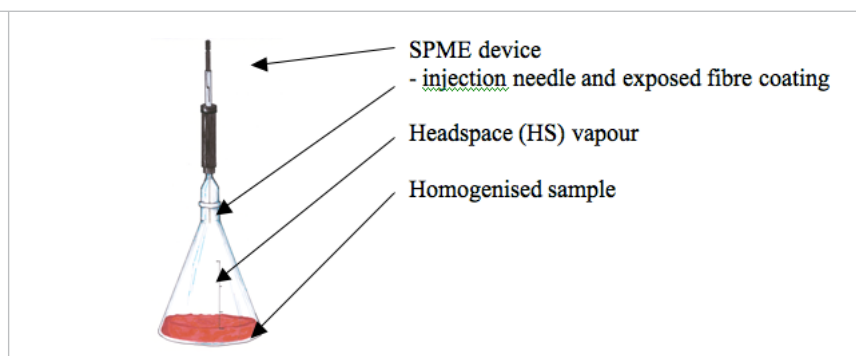 SPME device
- injection needle and exposed fibre coating
Headspace (HS) vapour
Homogenised sample